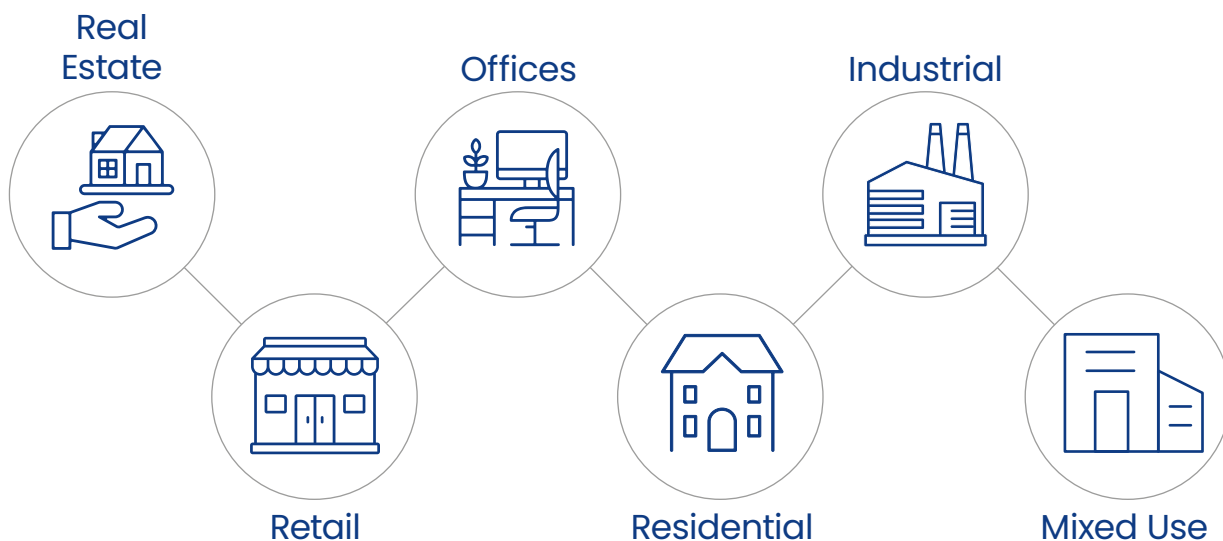 Real
Estate
Offices
Industrial
Retail
Residential
Mixed Use